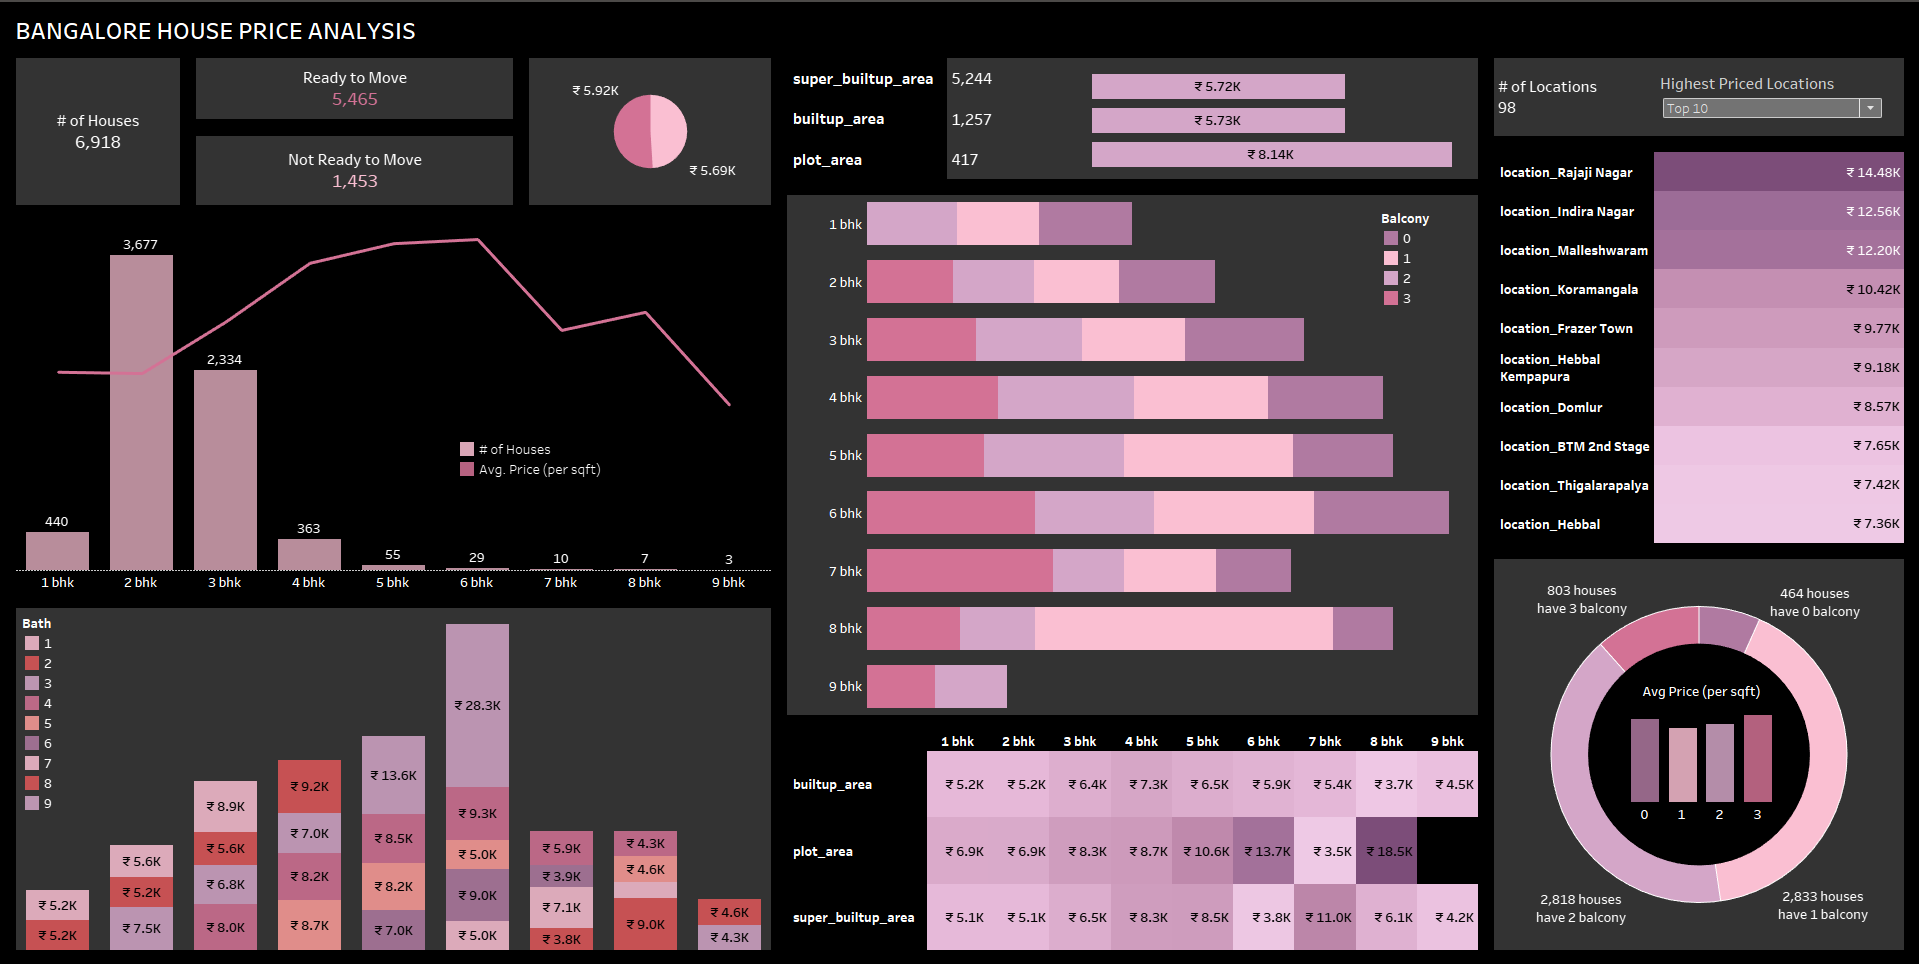 BANGALORE HOUSE PRICE ANALYSIS
# of Houses
6,918
Ready to Move
5,465
Not Ready to Move
1,453
₹ 5.92K
₹ 5.69K
super_builtup_area 5,244 ₹ 5.72K
builtup_area 1,257 ₹ 5.73K
plot_area 417 ₹ 8.14K
# of Locations
98
Highest Priced Locations
Top 10
3,677
2,334
440
363
55
29
10
7
3
# of Houses
Avg. Price (per sqft)
1 bhk 2 bhk 3 bhk 4 bhk 5 bhk 6 bhk 7 bhk 8 bhk 9 bhk
Bath
1
2
3
4
5
6
7
8
9
₹ 5.2K
₹ 5.2K
₹ 5.6K
₹ 5.2K
₹ 7.5K
₹ 8.9K
₹ 5.6K
₹ 6.8K
₹ 8.0K
₹ 9.2K
₹ 7.0K
₹ 8.2K
₹ 8.7K
₹ 13.6K
₹ 8.5K
₹ 8.2K
₹ 7.0K
₹ 28.3K
₹ 9.3K
₹ 5.0K
₹ 9.0K
₹ 5.0K
₹ 5.9K
₹ 3.9K
₹ 7.1K
₹ 3.8K
₹ 4.3K
₹ 4.6K
₹ 9.0K
₹ 4.6K
₹ 4.3K
1 bhk
2 bhk
3 bhk
4 bhk
5 bhk
6 bhk
7 bhk
8 bhk
9 bhk
Balcony
0
1
2
3
1 bhk 2 bhk 3 bhk 4 bhk 5 bhk 6 bhk 7 bhk 8 bhk 9 bhk
builtup_area ₹ 5.2K ₹ 5.2K ₹ 6.4K ₹ 7.3K ₹ 6.5K ₹ 5.9K ₹ 5.4K ₹ 3.7K ₹ 4.5K
plot_area ₹ 6.9K ₹ 6.9K ₹ 8.3K ₹ 8.7K ₹ 10.6K ₹ 13.7K ₹ 3.5K ₹ 18.5K
super_builtup_area ₹ 5.1K ₹ 5.1K ₹ 6.5K ₹ 8.3K ₹ 8.5K ₹ 3.8K ₹ 11.0K ₹ 6.1K ₹ 4.2K
location_Rajaji Nagar ₹ 14.48K
location_Indira Nagar ₹ 12.56K
location_Malleshwaram ₹ 12.20K
location_Koramangala ₹ 10.42K
location_Frazer Town ₹ 9.77K
location_Hebbal
Kempapura ₹ 9.18K
location_Domlur ₹ 8.57K
location_BTM 2nd Stage ₹ 7.65K
location_Thigalarapalya ₹ 7.42K
location_Hebbal ₹ 7.36K
803 houses
have 3 balcony
464 houses
have 0 balcony
Avg Price (per sqft)
0 1 2 3
2,818 houses
have 2 balcony
2,833 houses
have 1 balcony